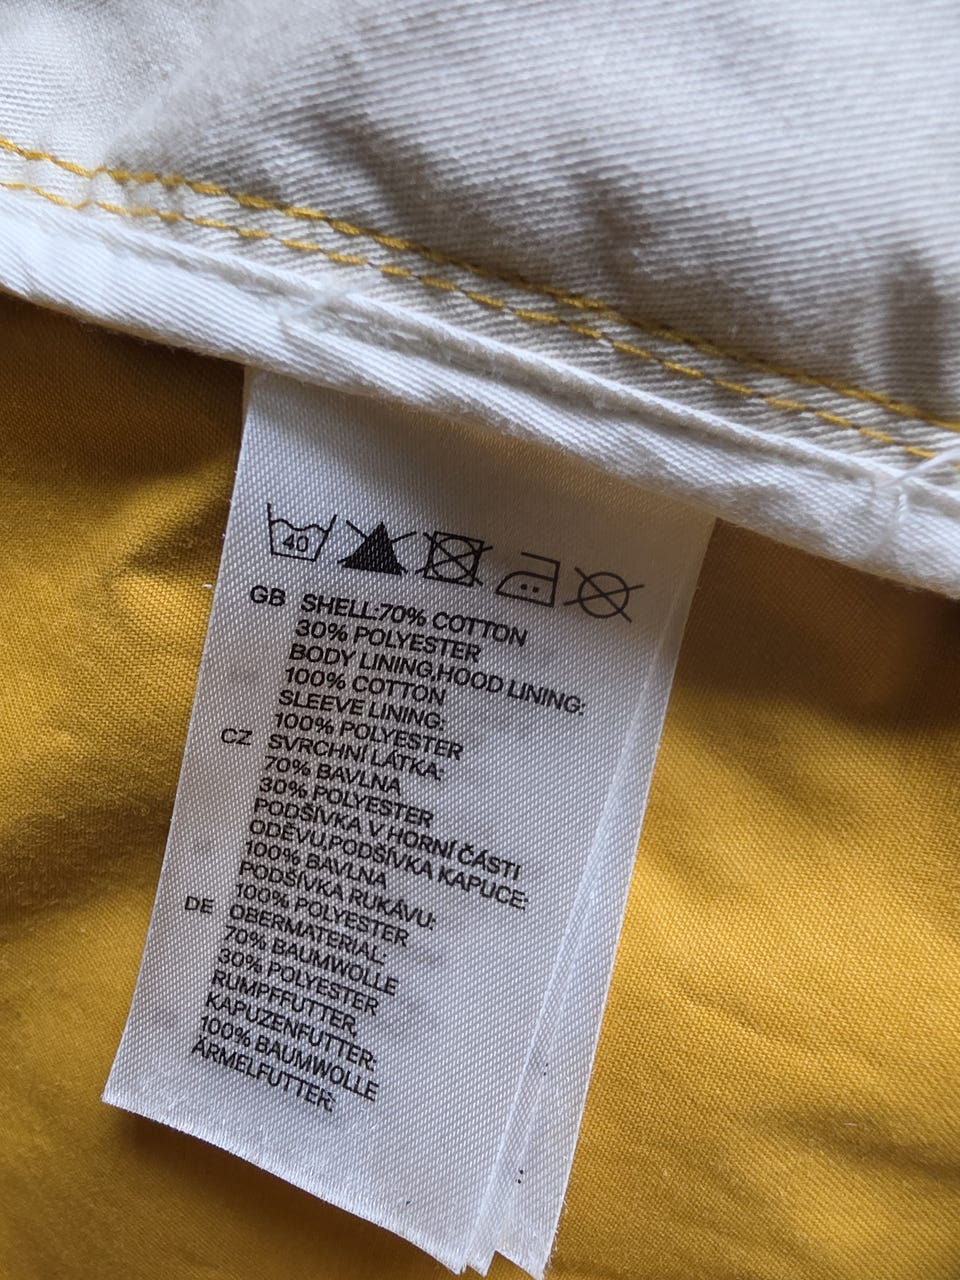 40
GB SHELL:70% COTTON
30% POLYESTER
BODY LINING,HOOD LINING:
100% COTTON
SLEEVE LINING:
100% POLYESTER
CZ SVRCHNÍ LÁTKA:
70% BAVLNA
30% POLYESTER
PODŠÍVKA V HORNÍ ČÁSTI
ODĚVU,PODŠÍVKA KAPUCE:
100% BAVLNA
PODŠÍVKA RUKÁVU:
100% POLYESTER
DE OBERMATERIAL:
70% BAUMWOLLE
30% POLYESTER
RUMPFFUTTER,
KAPUZENFUTTER:
100% BAUMWOLLE
ÄRMELFUTTER: